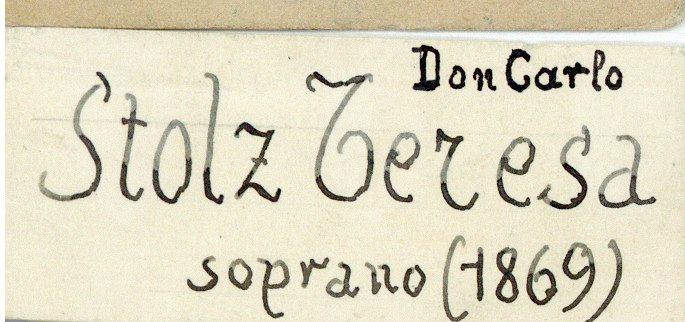 Don Carlo
Stolz Teresa
soprano (1869)